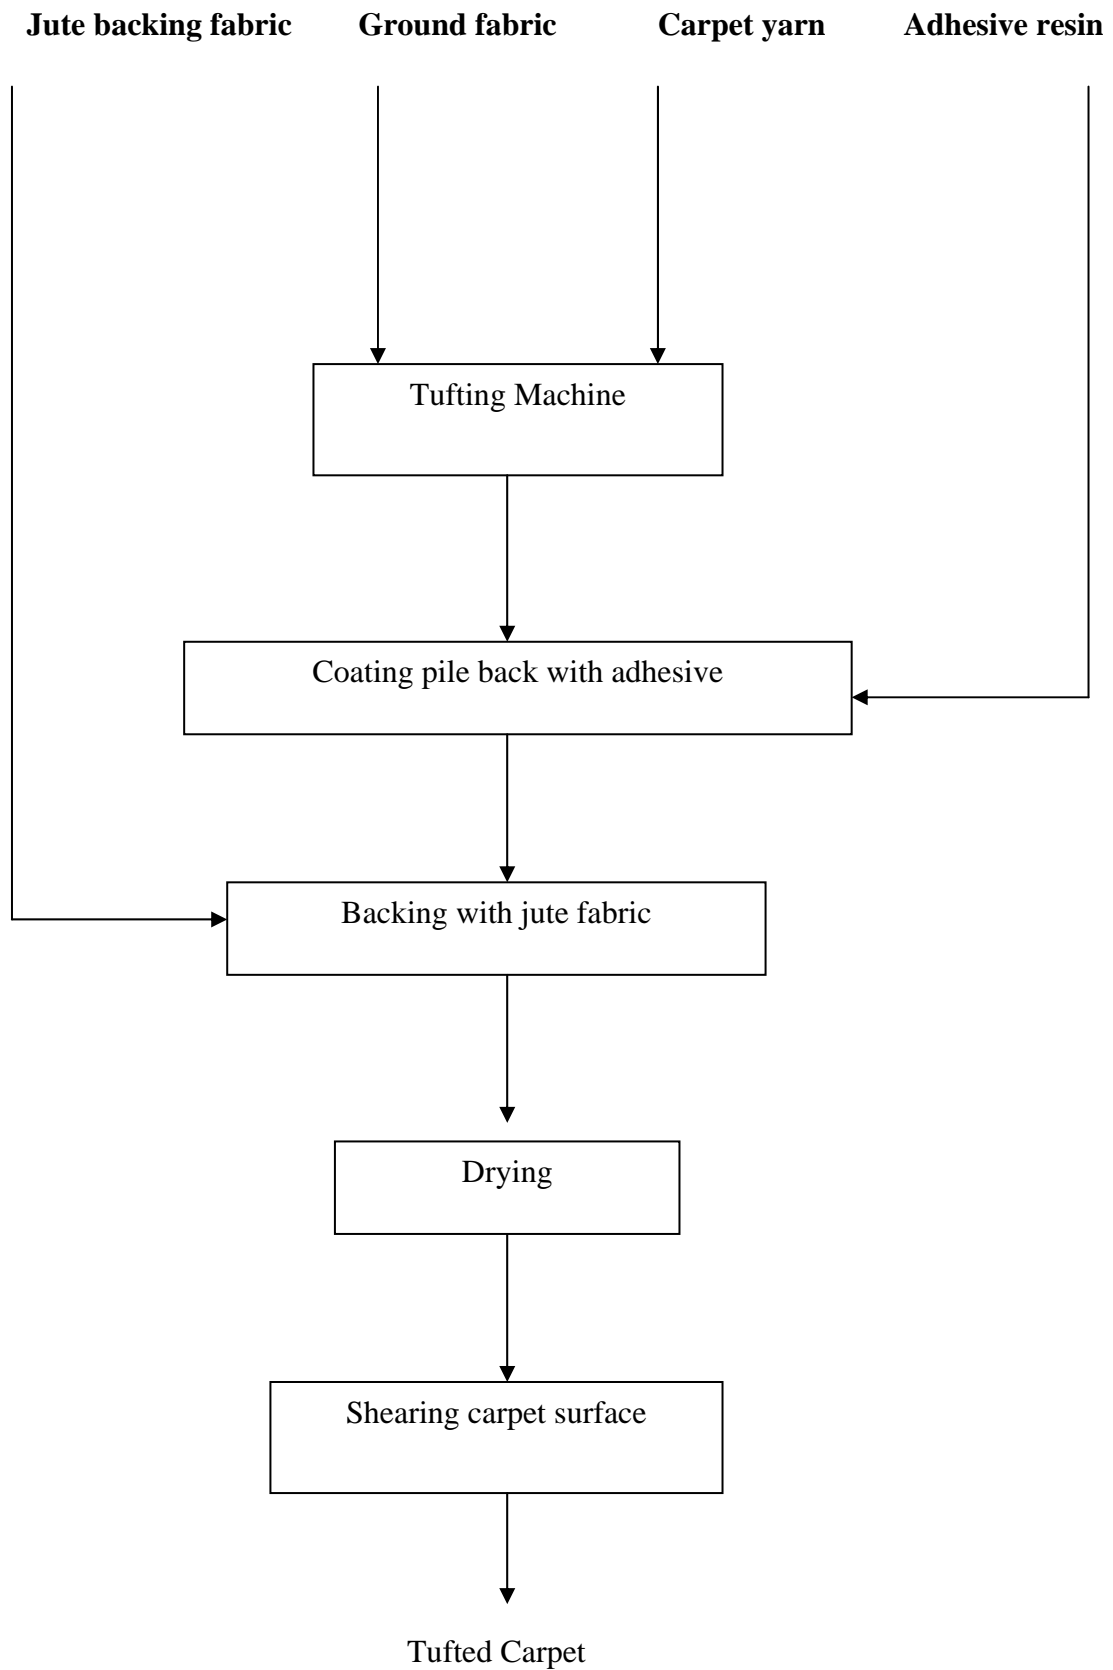 Jute backing fabric Ground fabric Carpet yarn Adhesive resin
Tufting Machine
Coating pile back with adhesive
Backing with jute fabric
Drying
Shearing carpet surface
Tufted Carpet